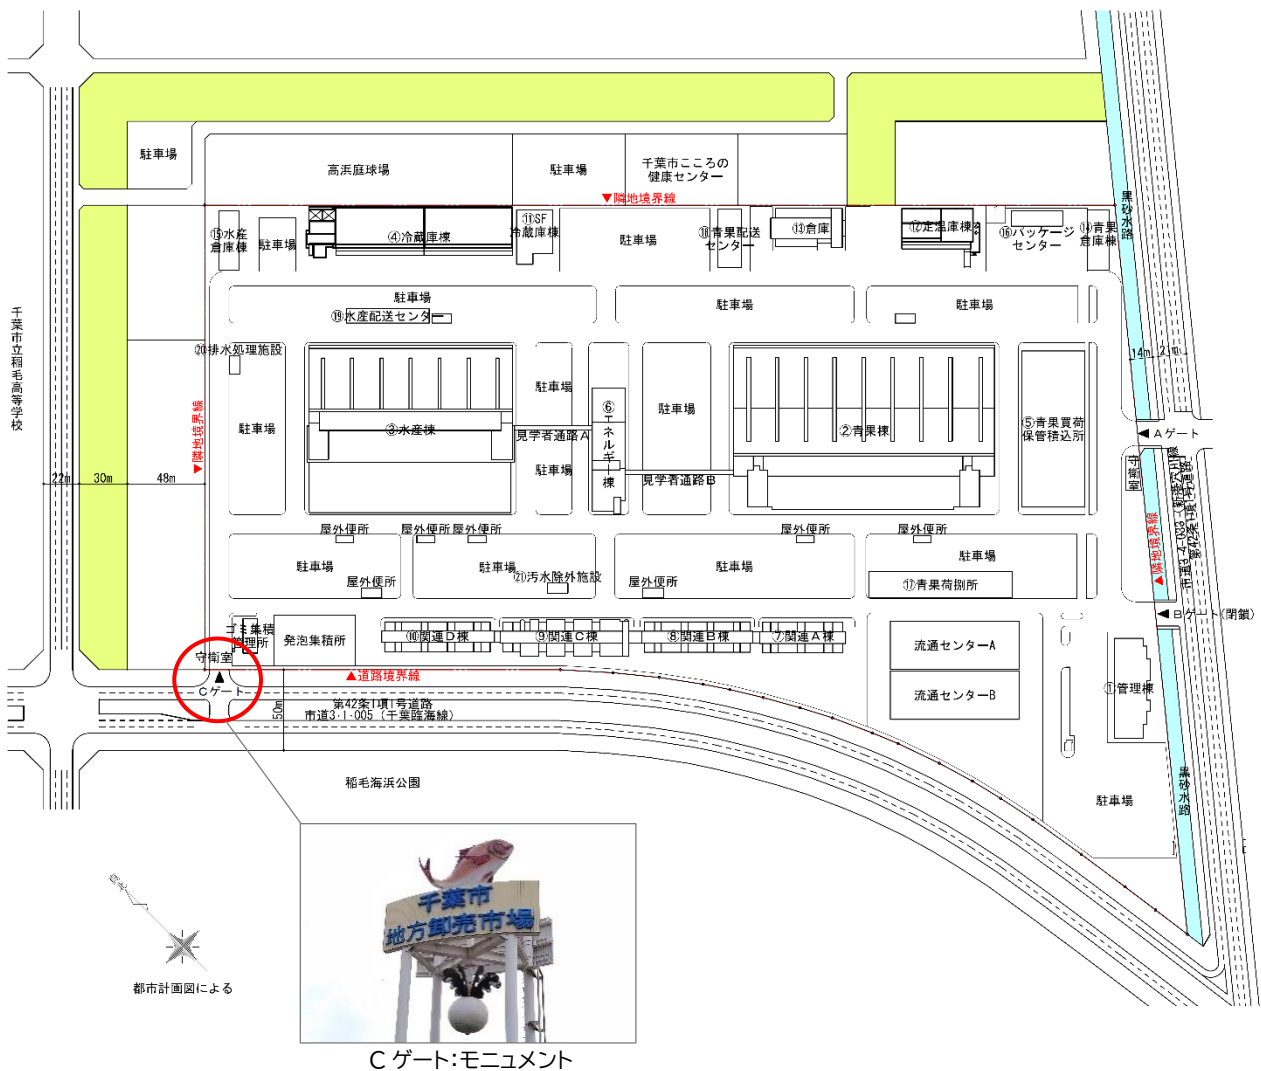 駐車場
高浜庭球場
駐車場
千葉市こころの
健康センター
▼隣地境界線
黒砂水路
⑮水産
倉庫棟
駐車場
④冷蔵庫棟
⑪SF
冷蔵庫棟
駐車場
⑱青果配送
センター
⑬倉庫
⑫定温庫棟
⑯パッケージ
センター
⑭青果
倉庫棟
駐車場
⑲水産配送センター
駐車場
駐車場
千葉市立稲毛高等学校
⑳排水処理施設
14m
21m
▼隣地境界線
駐車場
③水産棟
駐車場
見学者通路A
駐車場
⑥エネルギー棟
駐車場
見学者通路B
②青果棟
⑤青果買荷
保管積込所
◀Aゲート
守衛室
22m
30m
48m
▲隣地境界線
屋外便所
屋外便所
屋外便所
屋外便所
屋外便所
駐車場
屋外便所
駐車場
㉑汚水除外施設
屋外便所
駐車場
駐車場
⑰青果荷捌所
◀Bゲート(閉鎖)
ゴミ集積
管理所
発泡集積所
⑩関連D棟
⑨関連C棟
⑧関連B棟
⑦関連A棟
流通センターA
流通センターB
①管理棟
守衛室
▲
Cゲート
▲道路境界線
50m
第42条1項1号道路
市道3・1・005（千葉臨海線）
稲毛海浜公園
駐車場
黒砂水路
千葉市
地方卸売市場
都市計画図による
Cゲート:モニュメント